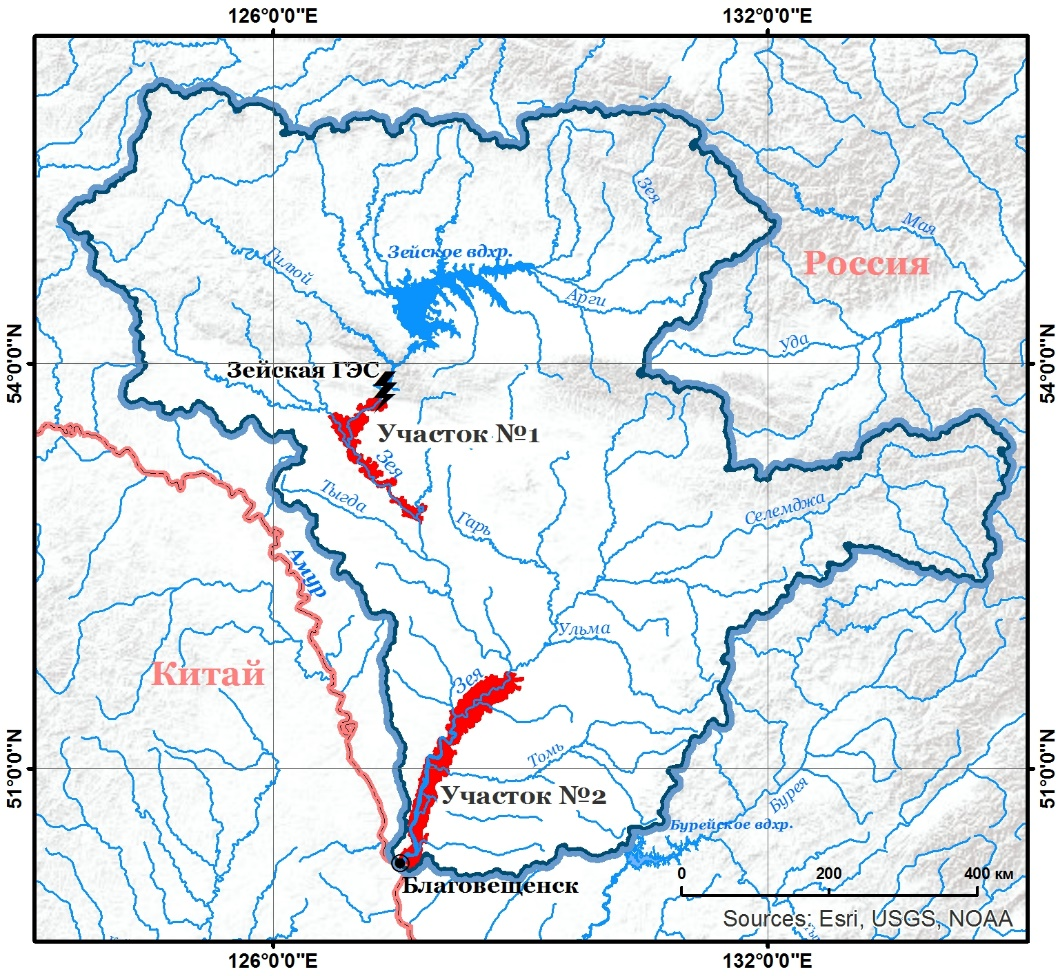 126°0'0"E
132°0'0"E
Зея
Мая
Гилюй
Зейское вдхр.
Россия
Арги
Уда
54°0'0"N
54°0'0"N
Зейская ГЭС
Участок №1
Зея
Тыгда
Гарь
Селемджа
Амур
Ульма
Китай
Зея
51°0'0"N
51°0'0"N
Томь
Участок №2
Бурея
Бурейское вдхр.
0 200 400 км
Благовещенск
Sources: Esri, USGS, NOAA
126°0'0"E
132°0'0"E